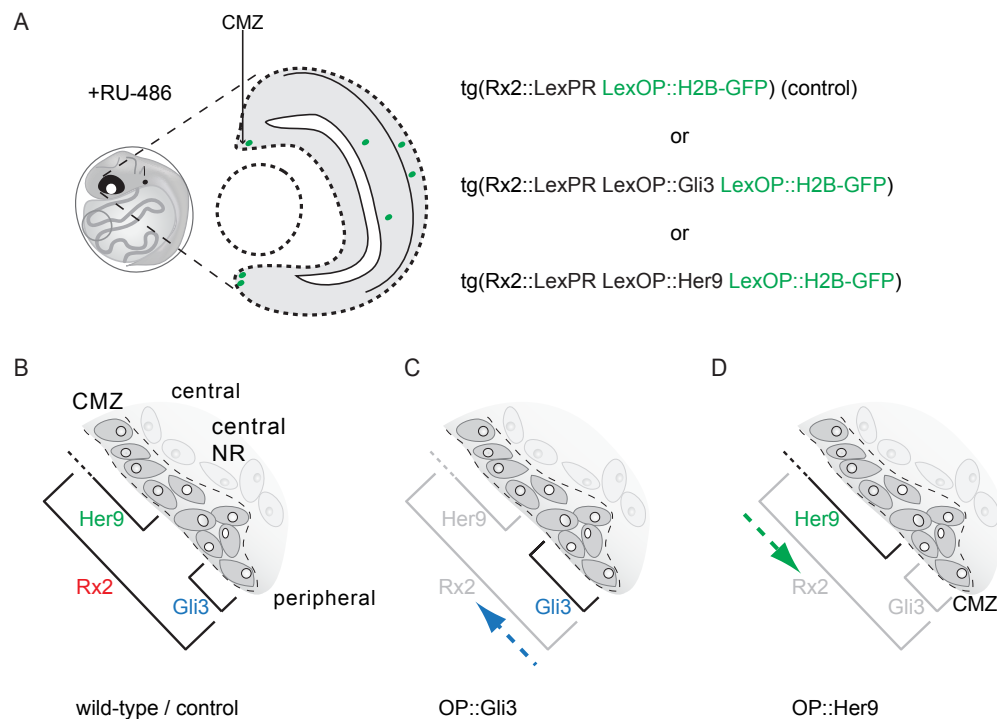 A
CMZ
+RU-486
tg(Rx2::LexPR LexOP::H2B-GFP) (control)
or
tg(Rx2::LexPR LexOP::Gli3 LexOP::H2B-GFP)
or
tg(Rx2::LexPR LexOP::Her9 LexOP::H2B-GFP)
B
CMZ
central
central
NR
Her9
Rx2
Gli3
peripheral
wild-type / control
C
Her9
Rx2
Gli3
OP::Gli3
D
Her9
Rx2
Gli3
CMZ
OP::Her9